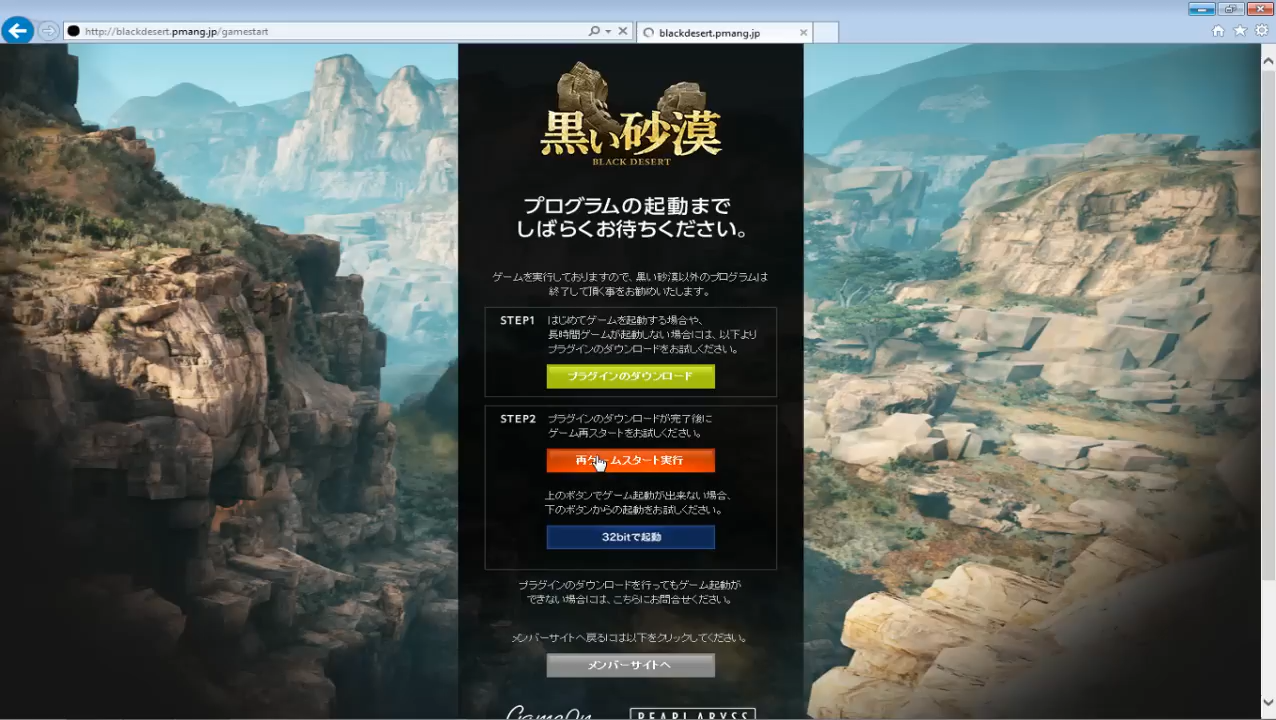 http://blackdesert.pmang.jp/gamestart
blackdesert.pmang.jp
黒い砂漠
BLACK DESERT
プログラムの起動まで
しばらくお待ちください。
ゲームを実行しておりますので、黒い砂漠以外のプログラムは
終了して頂く事をお勧めいたします。
STEP1
はじめてゲームを起動する場合や、
長時間ゲームが起動しない場合には、以下より
プラグインのダウンロードをお試しください。
プラグインのダウンロード
STEP2
プラグインのダウンロードが完了後に
ゲーム再スタートをお試しください。
再ゲームスタート実行
上のボタンでゲーム起動が出来ない場合、
下のボタンからの起動をお試しください。
32bitで起動
プラグインのダウンロードを行ってもゲーム起動が
できない場合には、こちらにお問合せください。
メンバーサイトへ戻るには以下をクリックしてください。
メンバーサイトへ
GameOn
PEARL ABYSS